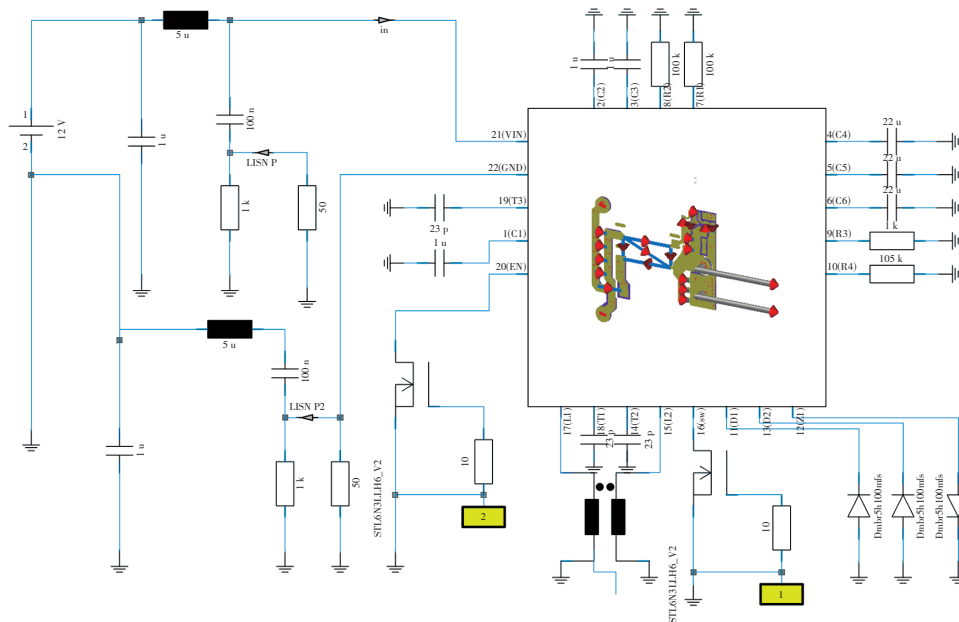 5 u
in
1 u
1 u
100 k
100 k
2(C2)
3(C3)
8(R2)
7(R1)
1
2
12 V
1 u
100 n
LISN P
1 k
50
21(VIN)
22(GND)
19(T3)
1(C1)
20(EN)
23 p
1 u
4(C4)
5(C5)
6(C6)
9(R3)
10(R4)
22 u
22 u
22 u
1 k
105 k
5 u
100 n
LISN P2
1 u
1 k
50
STL6N3LLH6_V2
10
2
17(L1)
18(T1)
14(T2)
15(L2)
16(sw)
11(D1)
13(D2)
12(Z1)
23 p
23 p
STL6N3LLH6_V2
10
1
Dmbr5h100mfs
Dmbr5h100mfs
Dmbr5h100mfs